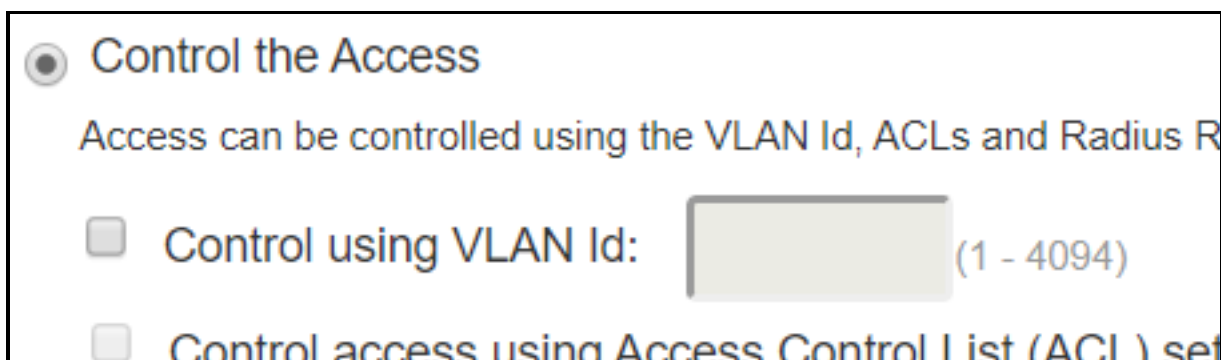 Control the Access
Access can be controlled using the VLAN Id, ACLs and Radius R
Control using VLAN Id:
(1 - 4094)
Control access using Access Control List (ACL) set